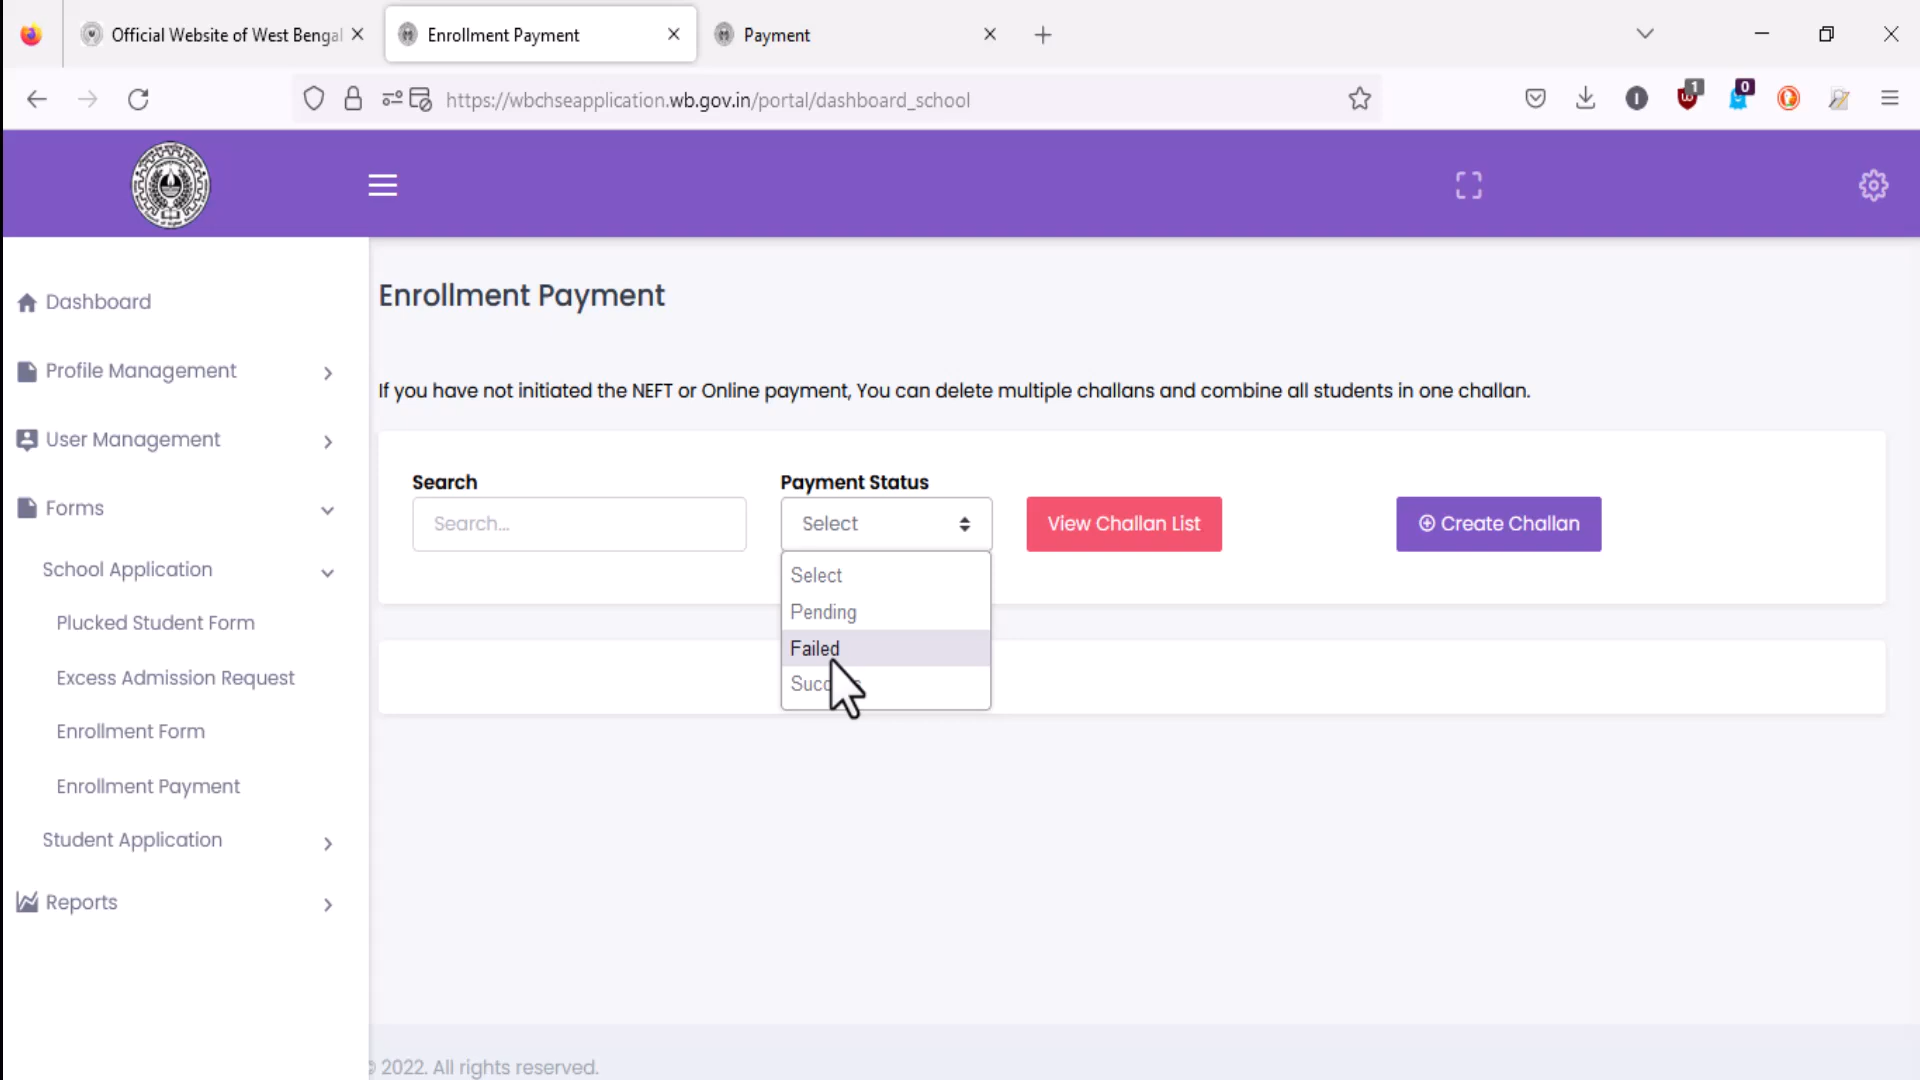 Official Website of West Bengal
Enrollment Payment
Payment
https://wbchseapplication.wb.gov.in/portal/dashboard_school
1
0
Dashboard
Profile Management
User Management
Forms
School Application
Plucked Student Form
Excess Admission Request
Enrollment Form
Enrollment Payment
Student Application
Reports
Enrollment Payment
If you have not initiated the NEFT or Online payment, You can delete multiple challans and combine all students in one challan.
Search
Search...
Payment Status
Select
View Challan List
Create Challan
Select
Pending
Failed
© 2022. All rights reserved.